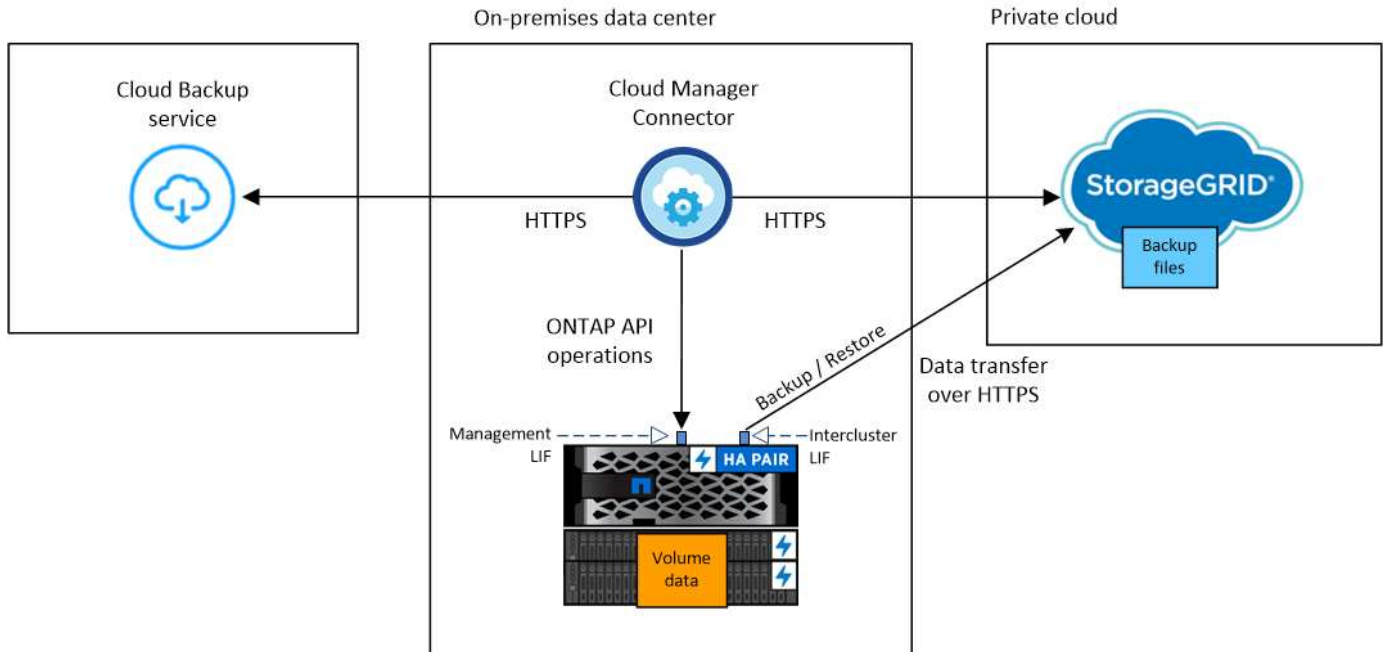 On-premises data center
Private cloud
Cloud Backup
service
Cloud Manager
Connector
StorageGRID®
Backup
files
HTTPS
HTTPS
ONTAP API
operations
Backup / Restore
Data transfer
over HTTPS
Management
LIF
Intercluster
LIF
HA PAIR
Volume
data